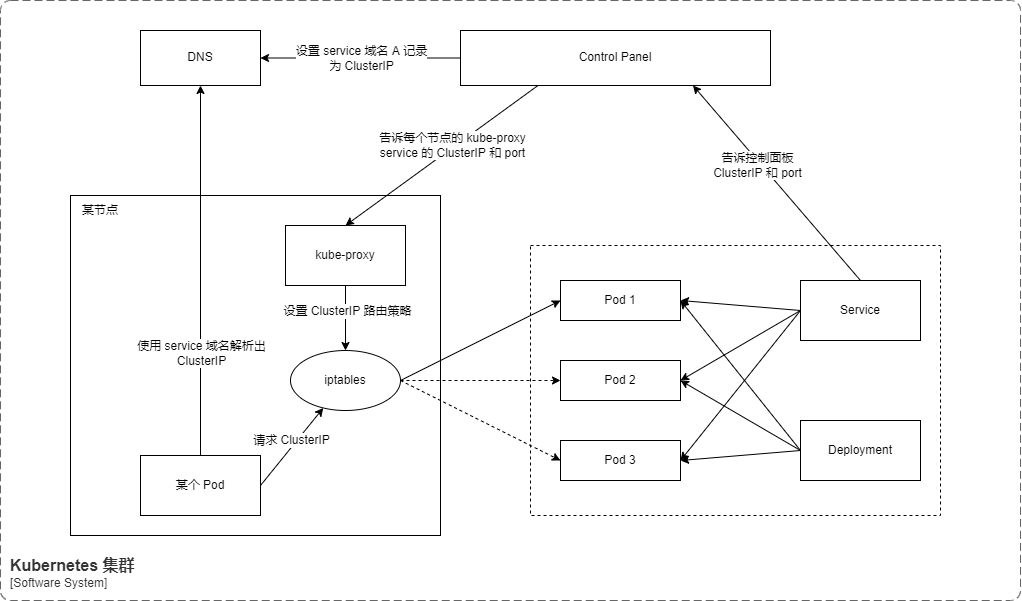 DNS
设置 service 域名 A 记录
为 ClusterIP
Control Panel
告诉每个节点的 kube-proxy
service 的 ClusterIP 和 port
告诉控制面板
ClusterIP 和 port
某节点
kube-proxy
设置 ClusterIP 路由策略
iptables
使用 service 域名解析出
ClusterIP
请求 ClusterIP
某个 Pod
Pod 1
Pod 2
Pod 3
Service
Deployment
Kubernetes 集群
[Software System]